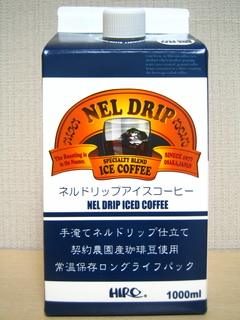 NEL DRIP
The Roasting is
in the Name.
SINCE 1977
OSAKA, JAPAN
SPECIALTY BLEND
ICE COFFEE
ネルドリップアイスコーヒー
NEL DRIP ICED COFFEE
手淹てネルドリップ仕立て
契約農園産珈琲豆使用
常温保存ロングライフパック
HIRO
1000ml